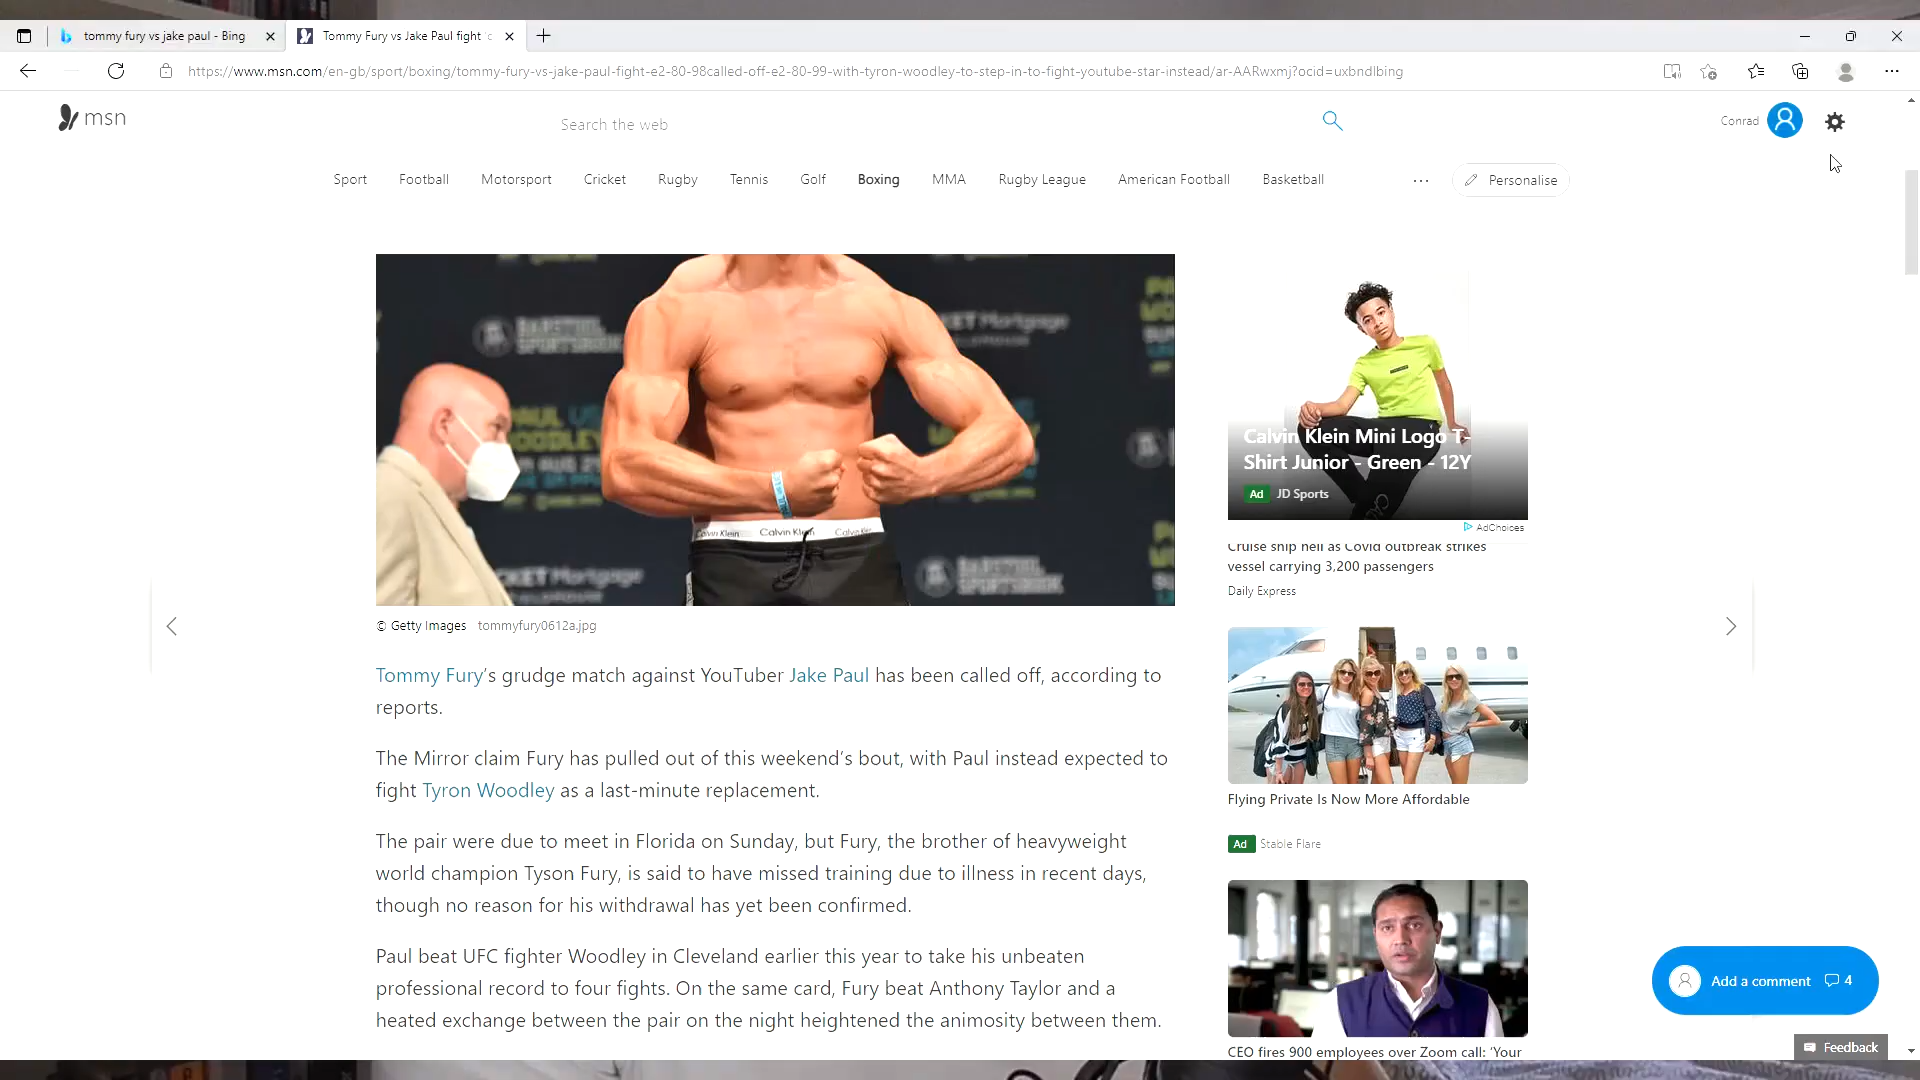 tommy fury vs jake paul - Bing
Tommy Fury vs Jake Paul fight 'c
https://www.msn.com/en-gb/sport/boxing/tommy-fury-vs-jake-paul-fight-e2-80-98called-off-e2-80-99-with-tyron-woodley-to-step-in-to-fight-youtube-star-instead/ar-AARwxmj?ocid=uxbndlbing
msn
Search the web
Conrad
Sport Football Motorsport Cricket Rugby Tennis Golf Boxing MMA Rugby League American Football Basketball ... Personalise
Calvin Klein Calvin Klein Calvin Klein
© Getty Images tommyfury0612a.jpg
Tommy Fury's grudge match against YouTuber Jake Paul has been called off, according to
reports.
The Mirror claim Fury has pulled out of this weekend's bout, with Paul instead expected to
fight Tyron Woodley as a last-minute replacement.
The pair were due to meet in Florida on Sunday, but Fury, the brother of heavyweight
world champion Tyson Fury, is said to have missed training due to illness in recent days,
though no reason for his withdrawal has yet been confirmed.
Paul beat UFC fighter Woodley in Cleveland earlier this year to take his unbeaten
professional record to four fights. On the same card, Fury beat Anthony Taylor and a
heated exchange between the pair on the night heightened the animosity between them.
Calvin Klein Mini Logo T-
Shirt Junior - Green - 12Y
Ad JD Sports
AdChoices
Cruise ship hell as Covid outbreak strikes
vessel carrying 3,200 passengers
Daily Express
Flying Private Is Now More Affordable
Ad Stable Flare
CEO fires 900 employees over Zoom call: 'Your
Add a comment 4
Feedback